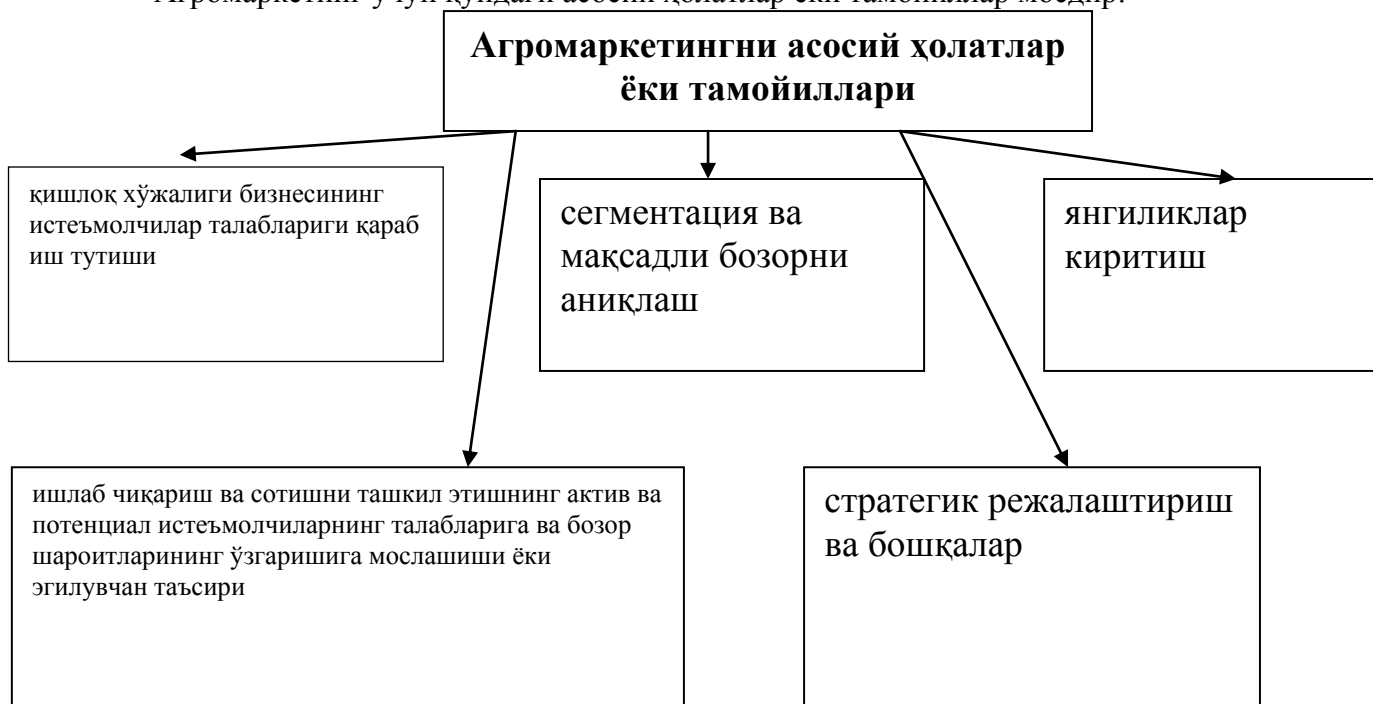 Агромаркетингни асосий ҳолатлар
ёки тамойиллари
қишлоқ хўжалиги бизнесининг
истеъмолчилар талаблариги қараб
иш тутиши
сегментация ва
мақсадли бозорни
аниқлаш
янгиликлар
киритиш
ишлаб чиқариш ва сотишни ташкил этишнинг актив ва
потенциал истеъмолчиларнинг талабларига ва бозор
шароитларининг ўзгаришига мослашиши ёки
эгилувчан таъсири
стратегик режалаштириш
ва бошқалар